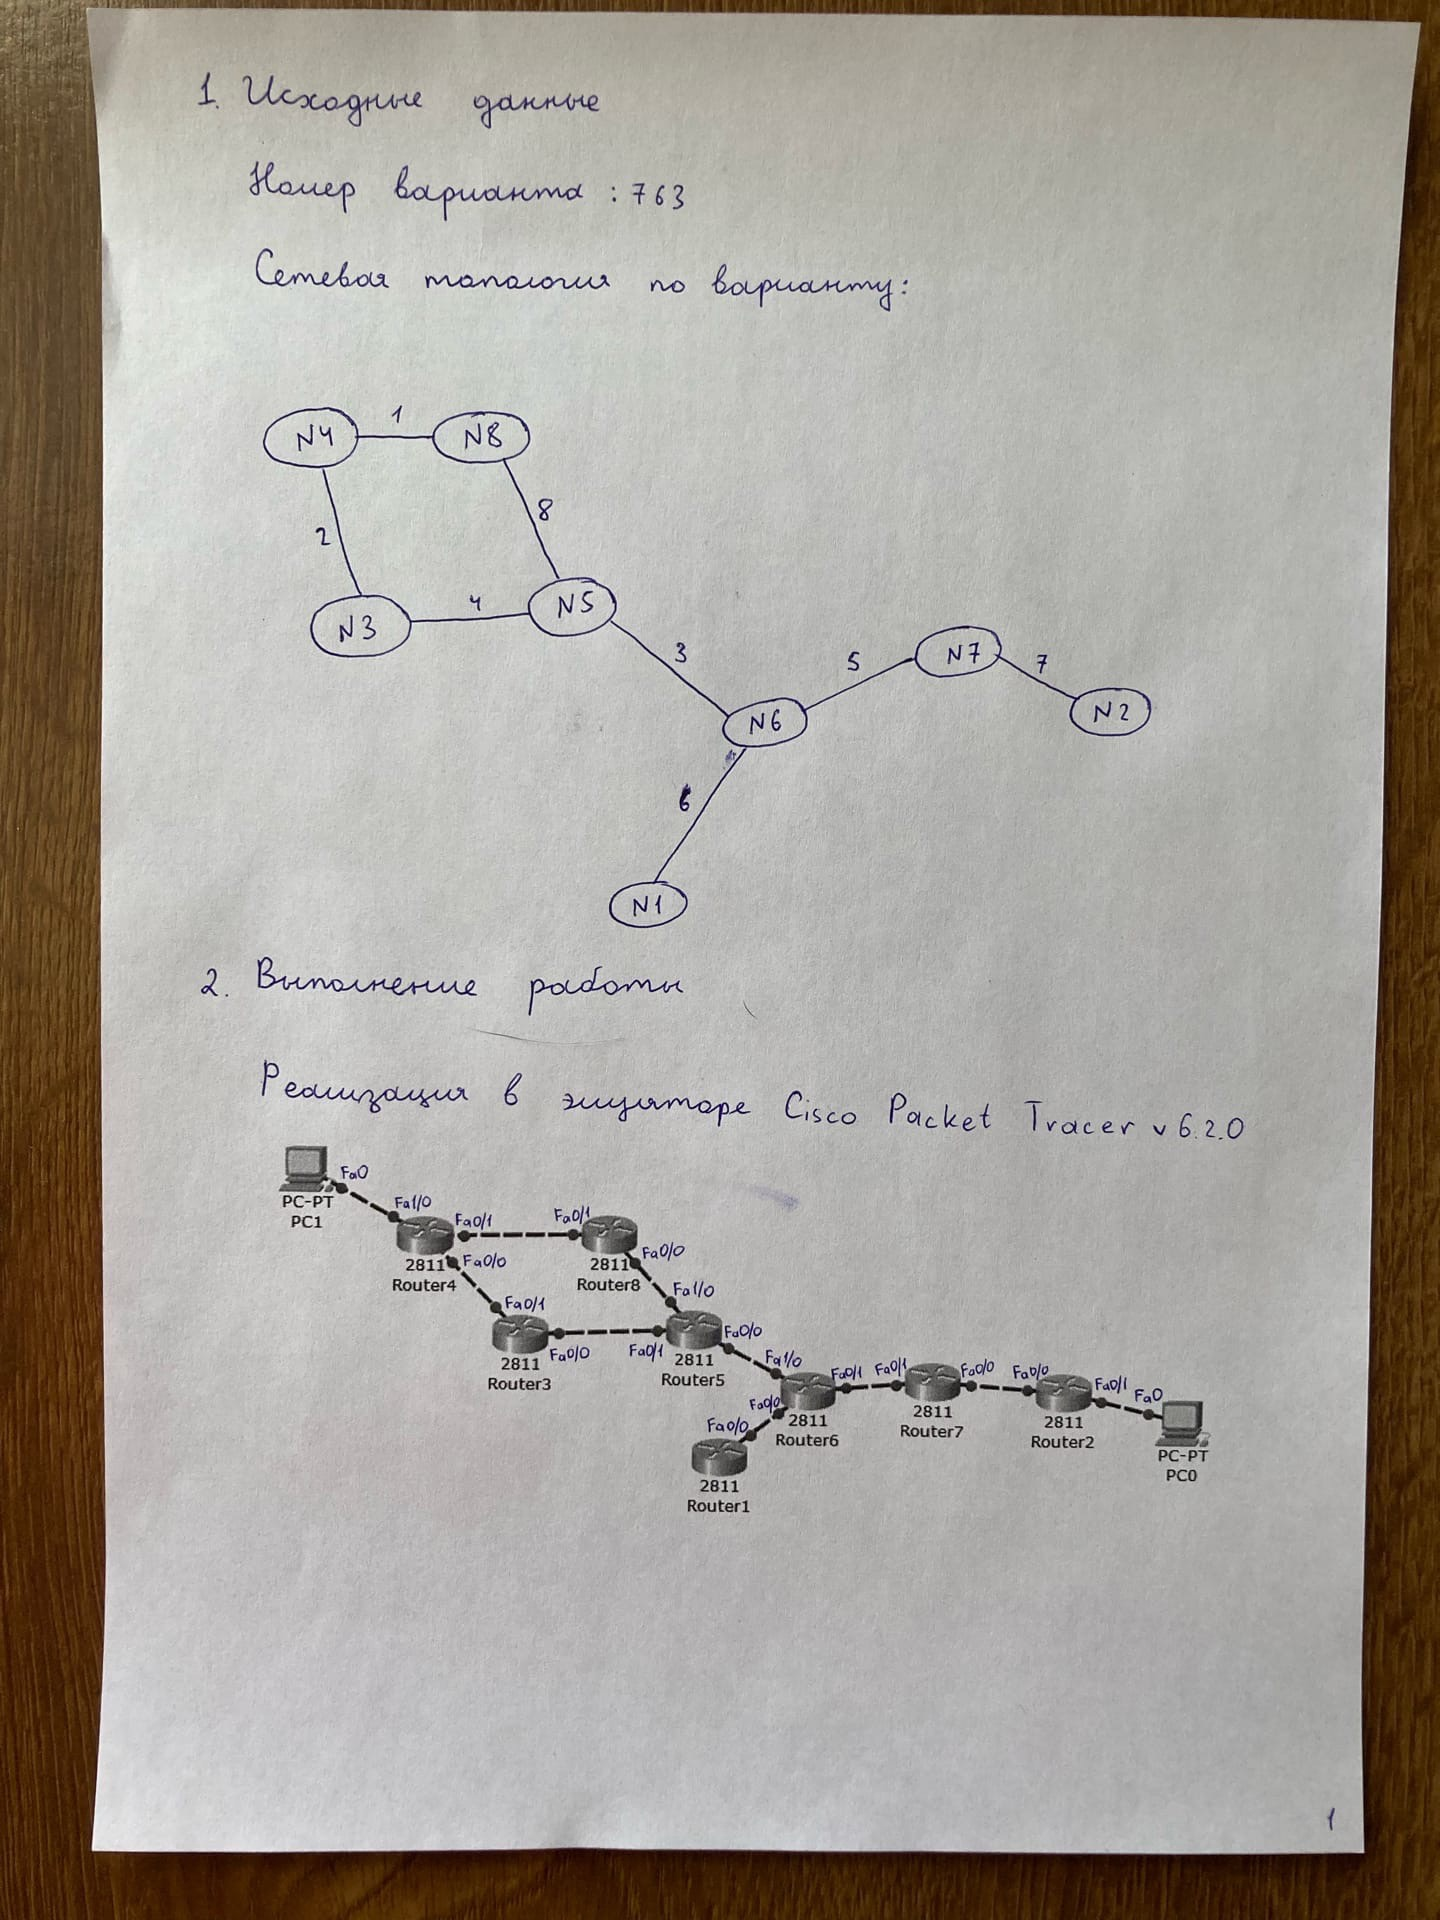 1. Исходные данные
Номер варианта : 763
Сетевая топология по варианту:
N4 1 N8
8
2
N3 4 N5
3
5 N7 7
N6 N2
6
N1
2. Выполнение работы
Реализация в эмуляторе Cisco Packet Tracer v 6.2.0
Fa0
PC-PT
PC1
Fa1/0
Fa0/1 Fa0/1
Fa0/0 Fa0/0
2811 2811
Router4 Router8
Fa0/1 Fa1/0
Fa0/0 Fa0/1 Fa0/0
2811 2811
Router3 Router5
Fa1/0 Fa0/1 Fa0/1 Fa0/0 Fa0/0 Fa0/1 Fa0
Fa0/0
2811 2811 2811
Router6 Router7 Router2
Fa0/0
PC-PT
PC0
2811
Router1
1